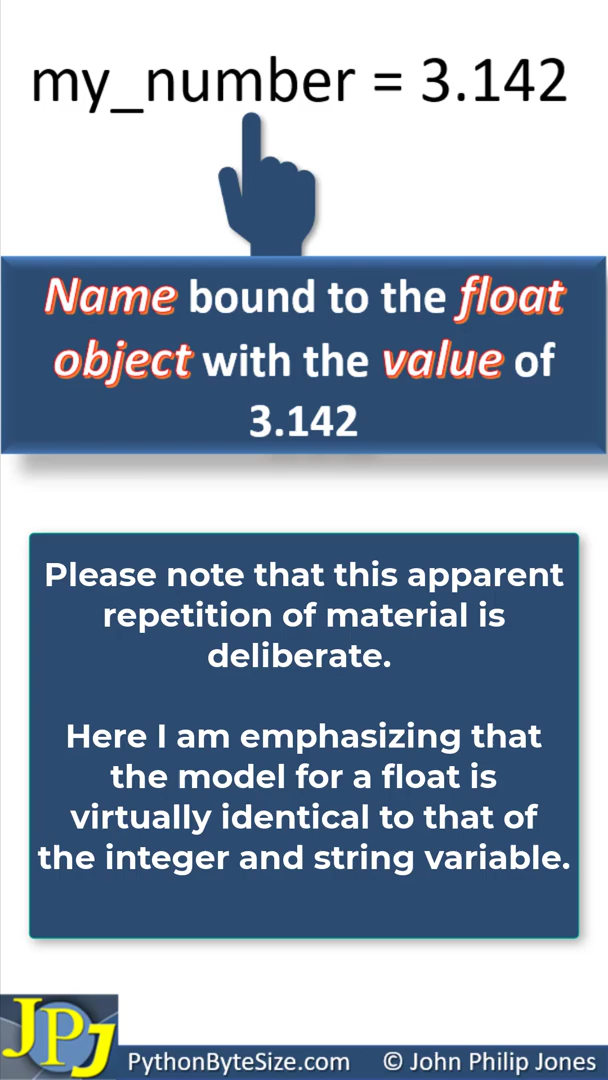 my_number = 3.142
Name bound to the float
object with the value of
3.142
Please note that this apparent
repetition of material is
deliberate.
Here I am emphasizing that
the model for a float is
virtually identical to that of
the integer and string variable.
JPJ
PythonByteSize.com © John Philip Jones